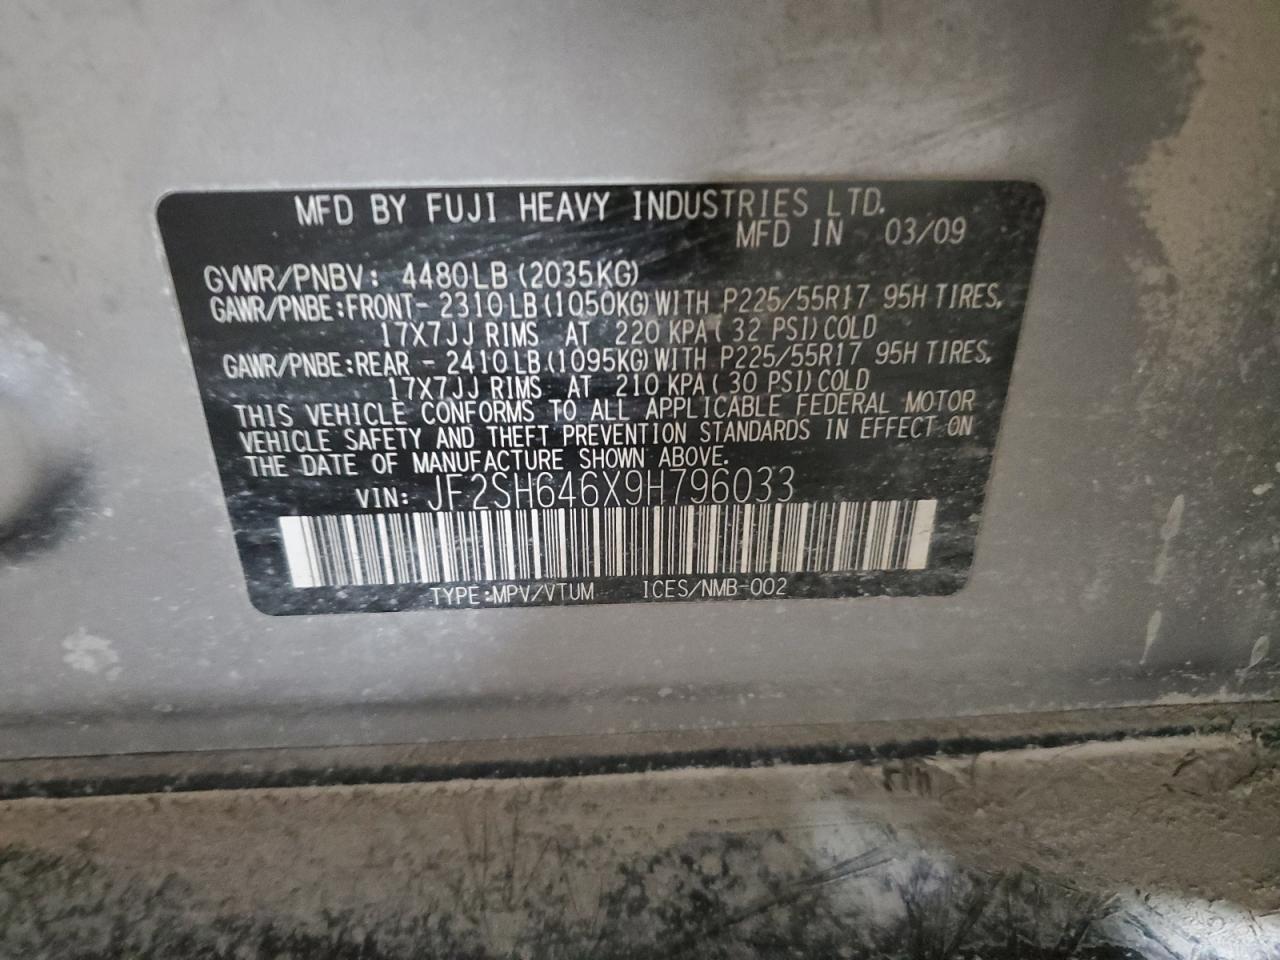 MFD BY FUJI HEAVY INDUSTRIES LTD.
MFD IN 03/09
GVWR/PNBV: 4480LB (2035KG)
GAWR/PNBE:FRONT- 2310LB(1050KG)WITH P225/55R17 95H TIRES,
17X7JJ RIMS AT 220 KPA( 32 PSI)COLD
GAWR/PNBE:REAR - 2410LB(1095KG)WITH P225/55R17 95H TIRES,
17X7JJ RIMS AT 210 KPA( 30 PSI)COLD
THIS VEHICLE CONFORMS TO ALL APPLICABLE FEDERAL MOTOR
VEHICLE SAFETY AND THEFT PREVENTION STANDARDS IN EFFECT ON
THE DATE OF MANUFACTURE SHOWN ABOVE.
VIN: JF2SH646X9H796033
TYPE:MPV/VTUM ICES/NMB-002